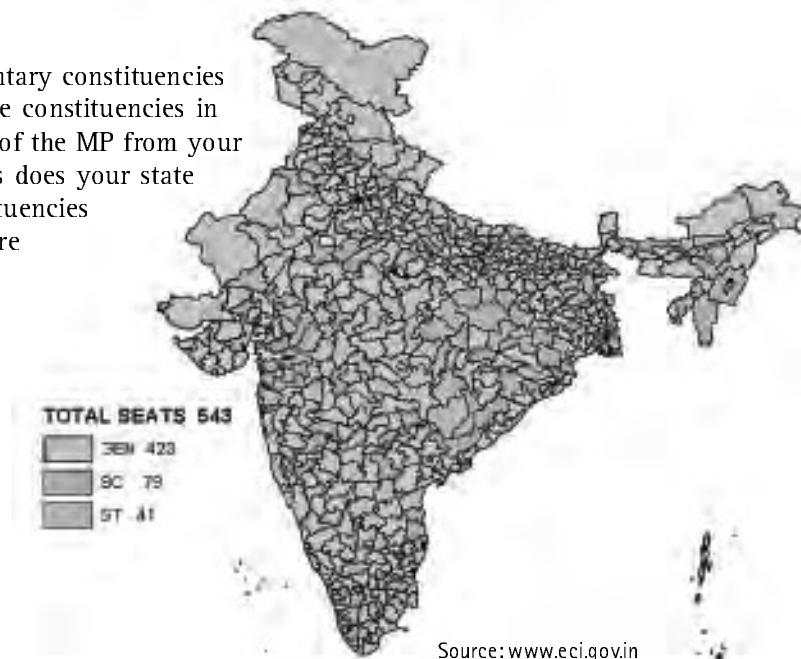 ntary constituencies
e constituencies in
of the MP from your
s does your state
tuencies
re
TOTAL SEATS 543
GEN 423
SC 79
ST 41
Source: www.eci.gov.in